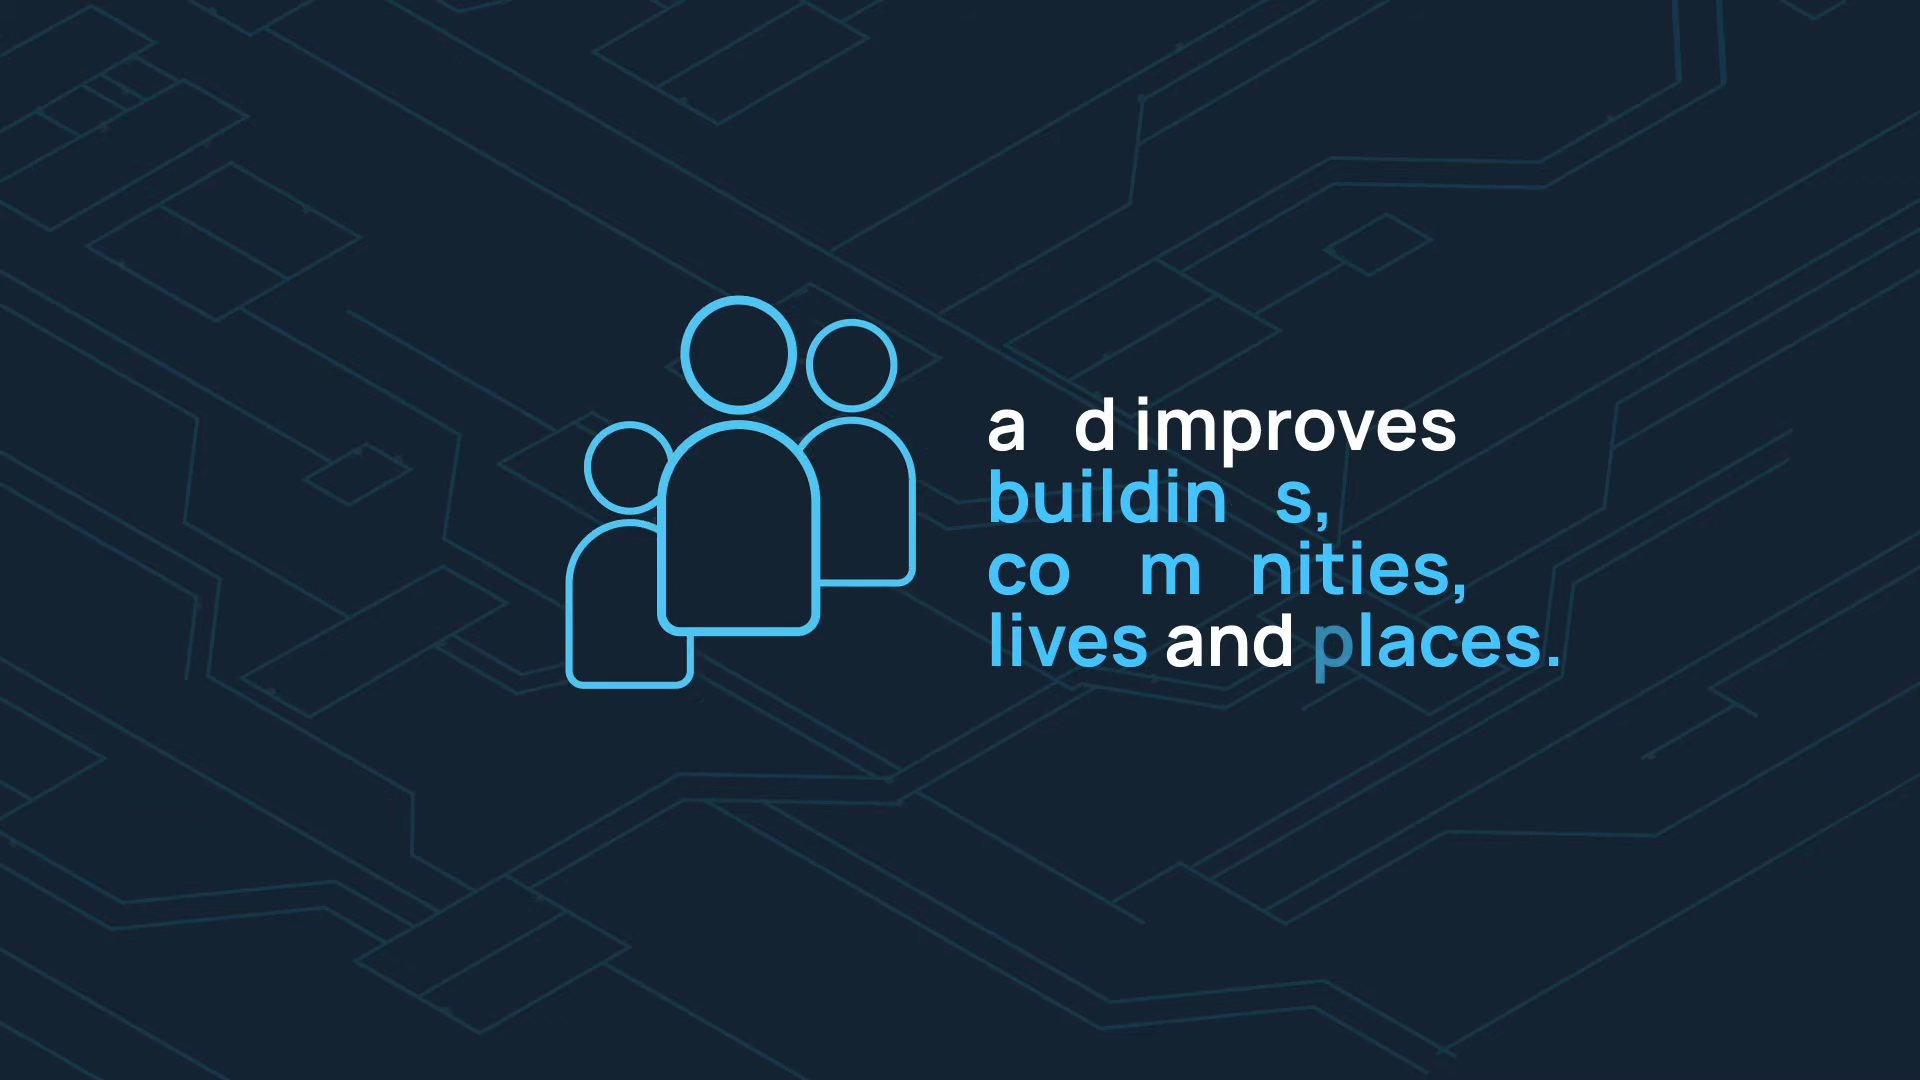 a d improves
buildin s,
co m nities,
lives and places.